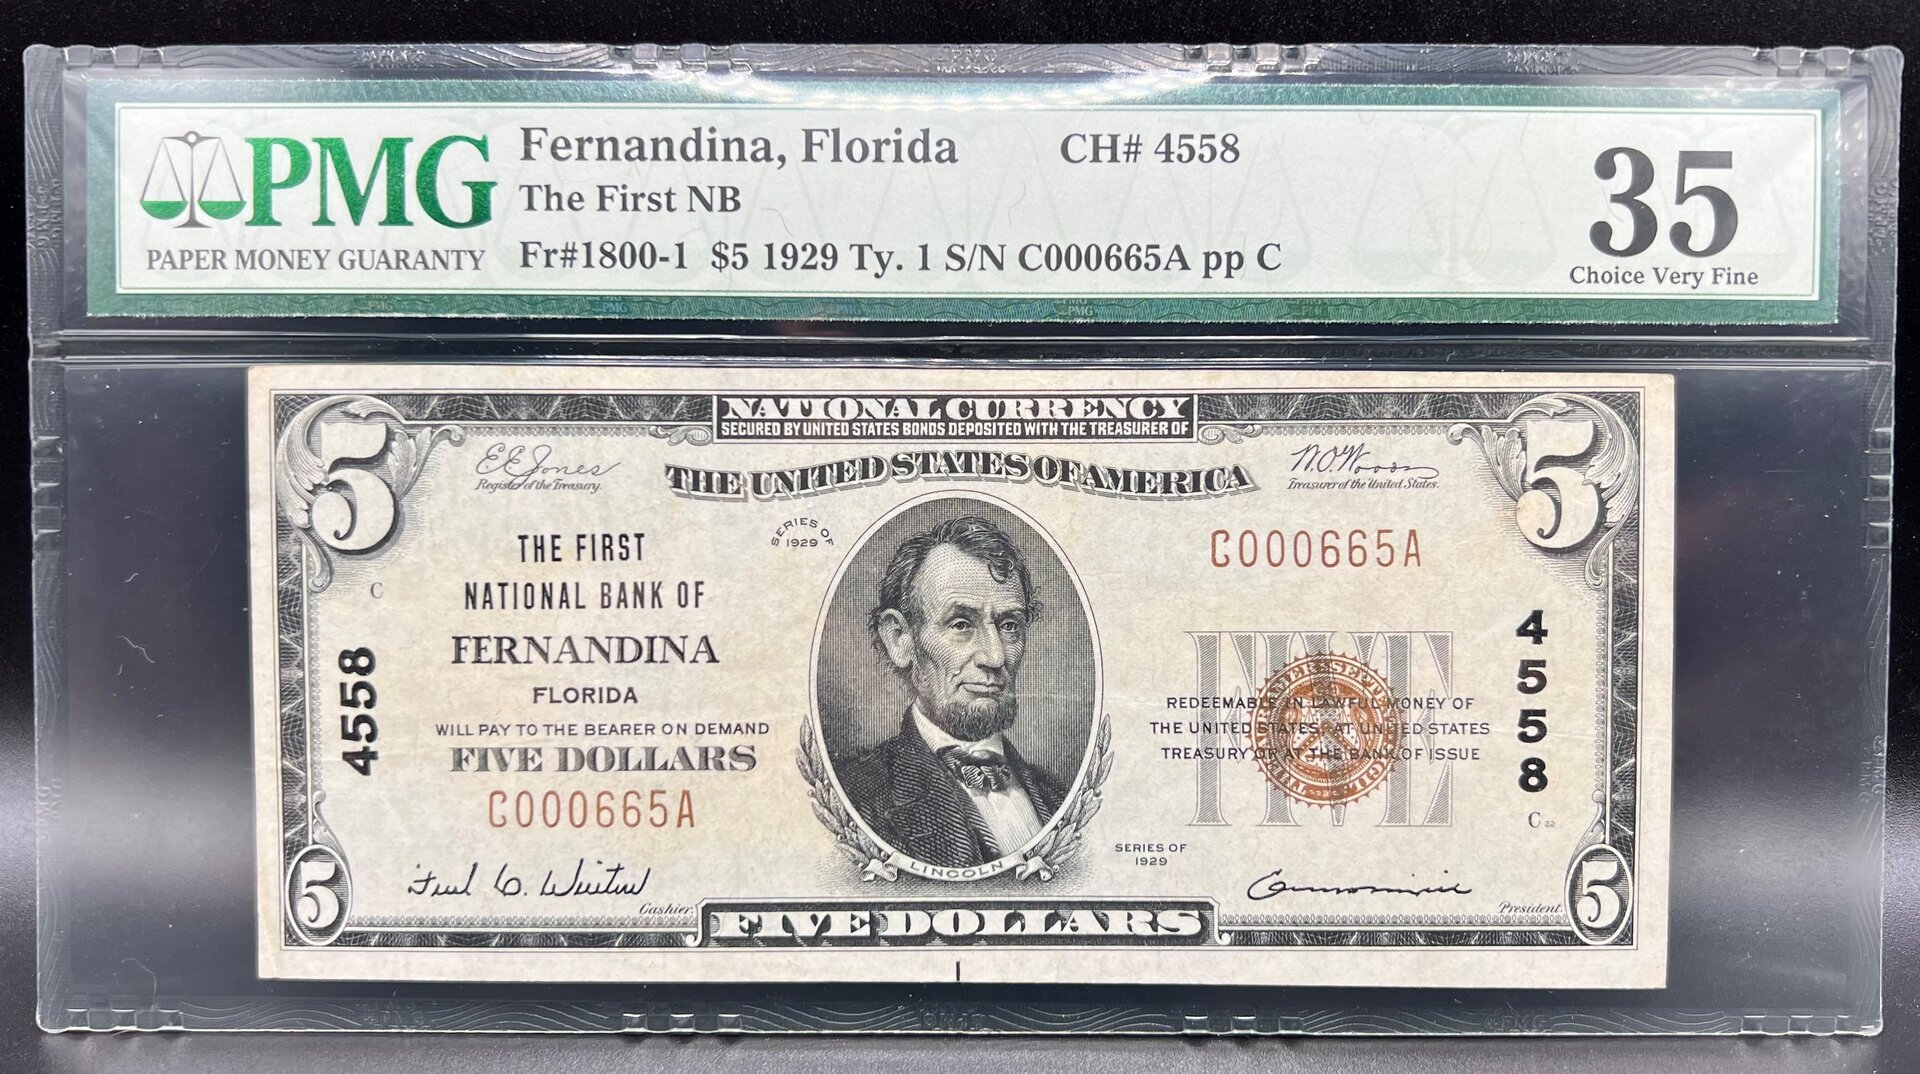 PMG
PAPER MONEY GUARANTY
Fernandina, Florida CH# 4558
The First NB
Fr#1800-1 $5 1929 Ty. 1 S/N C000665A pp C
35
Choice Very Fine
NATIONAL CURRENCY
SECURED BY UNITED STATES BONDS DEPOSITED WITH THE TREASURER OF
THE UNITED STATES OF AMERICA
5
5
E E Jones
Register of the Treasury.
W.O. Woods
Treasurer of the United States.
SERIES OF
1929
THE FIRST
NATIONAL BANK OF
FERNANDINA
FLORIDA
WILL PAY TO THE BEARER ON DEMAND
FIVE DOLLARS
C000665A
C
4558
C000665A
4558
FIVE
REDEEMABLE IN LAWFUL MONEY OF
THE UNITED STATES AT UNITED STATES
TREASURY OR AT THE BANK OF ISSUE
C
SERIES OF
1929
LINCOLN
Cashier.
President.
5
FIVE DOLLARS
5